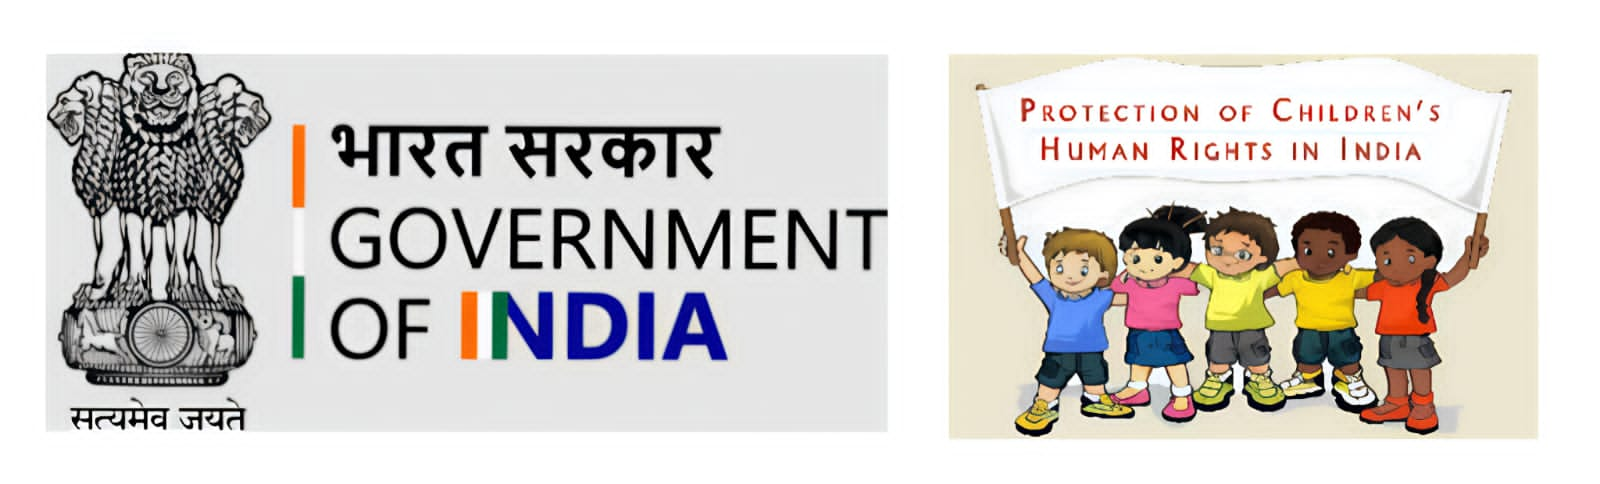 भारत सरकार
GOVERNMENT
OF INDIA
सत्यमेव जयते
PROTECTION OF CHILDREN'S
HUMAN RIGHTS IN INDIA